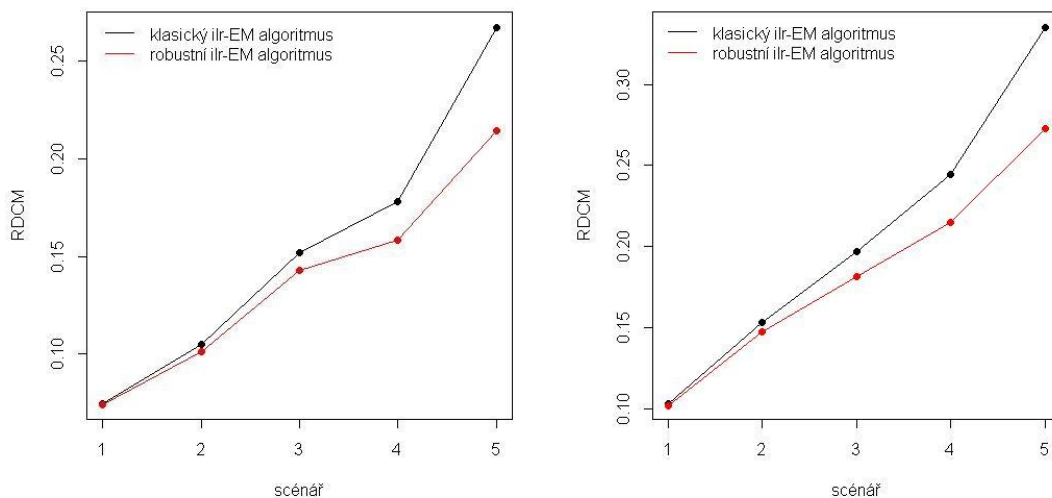 klasický ilr-EM algoritmus
robustní ilr-EM algoritmus
RDCM
0.25
0.20
0.15
0.10
1 2 3 4 5
scénář
klasický ilr-EM algoritmus
robustní ilr-EM algoritmus
RDCM
0.30
0.25
0.20
0.15
0.10
1 2 3 4 5
scénář